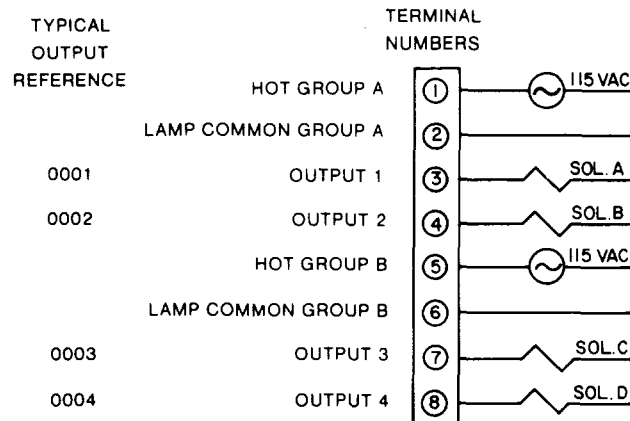 TYPICAL
OUTPUT
REFERENCE
TERMINAL
NUMBERS
HOT GROUP A 1 115 VAC
LAMP COMMON GROUP A 2
0001 OUTPUT 1 3 SOL. A
0002 OUTPUT 2 4 SOL. B
HOT GROUP B 5 115 VAC
LAMP COMMON GROUP B 6
0003 OUTPUT 3 7 SOL. C
0004 OUTPUT 4 8 SOL. D